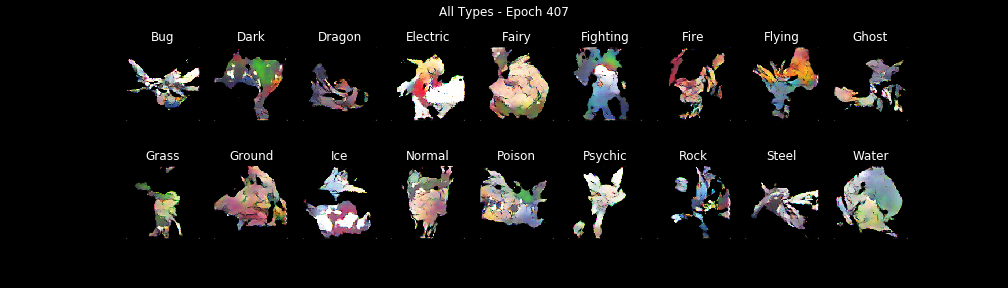 All Types - Epoch 407
Bug Dark Dragon Electric Fairy Fighting Fire Flying Ghost
Grass Ground Ice Normal Poison Psychic Rock Steel Water